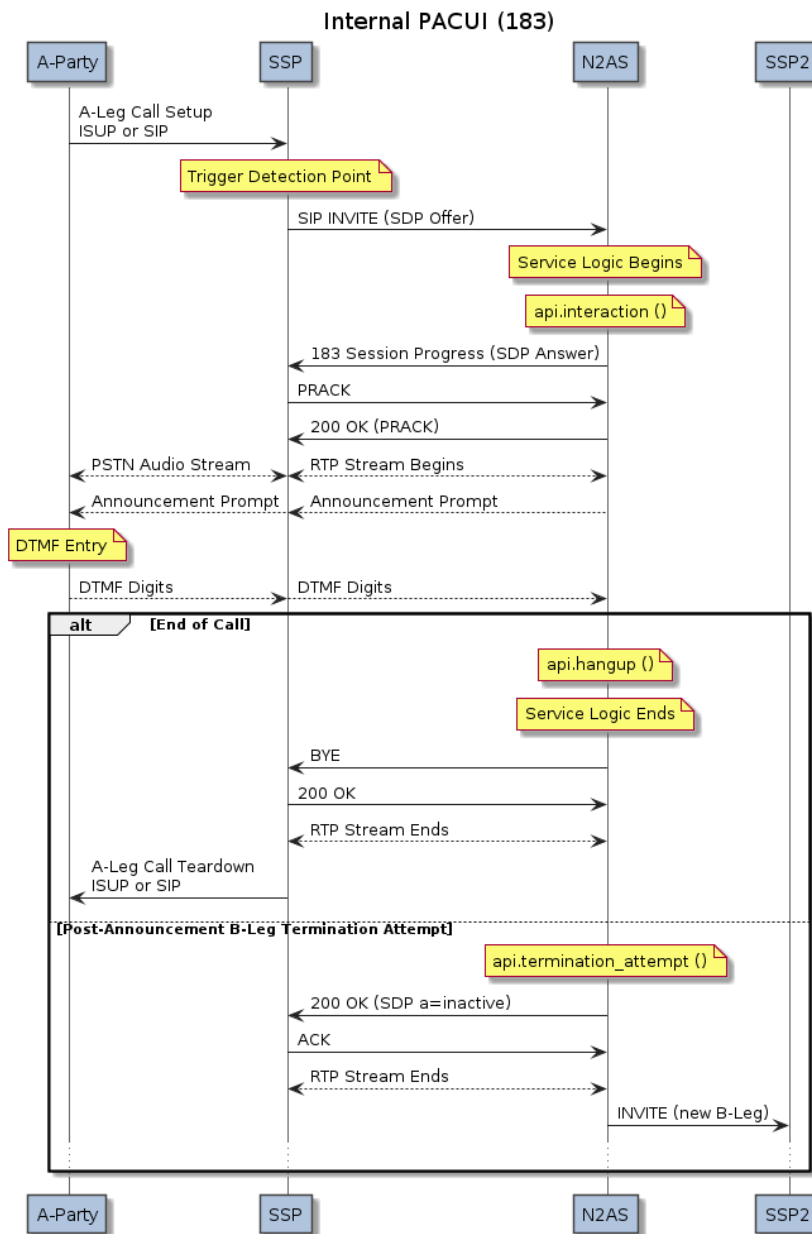 Internal PACUI (183)
A-Party SSP N2AS SSP2
A-Leg Call Setup
ISUP or SIP
Trigger Detection Point
SIP INVITE (SDP Offer)
Service Logic Begins
api.interaction ()
183 Session Progress (SDP Answer)
PRACK
200 OK (PRACK)
PSTN Audio Stream RTP Stream Begins
Announcement Prompt Announcement Prompt
DTMF Entry
DTMF Digits DTMF Digits
alt [End of Call]
api.hangup ()
Service Logic Ends
BYE
200 OK
RTP Stream Ends
A-Leg Call Teardown
ISUP or SIP
[Post-Announcement B-Leg Termination Attempt]
api.termination_attempt ()
200 OK (SDP a=inactive)
ACK
RTP Stream Ends
INVITE (new B-Leg)
A-Party SSP N2AS SSP2